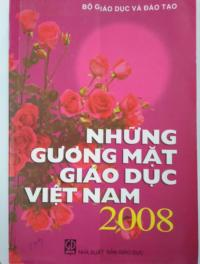 BỘ GIÁO DỤC VÀ ĐÀO TẠO
NHỮNG
GƯƠNG MẶT
GIÁO DỤC
VIỆT NAM
2008
NHÀ XUẤT BẢN GIÁO DỤC